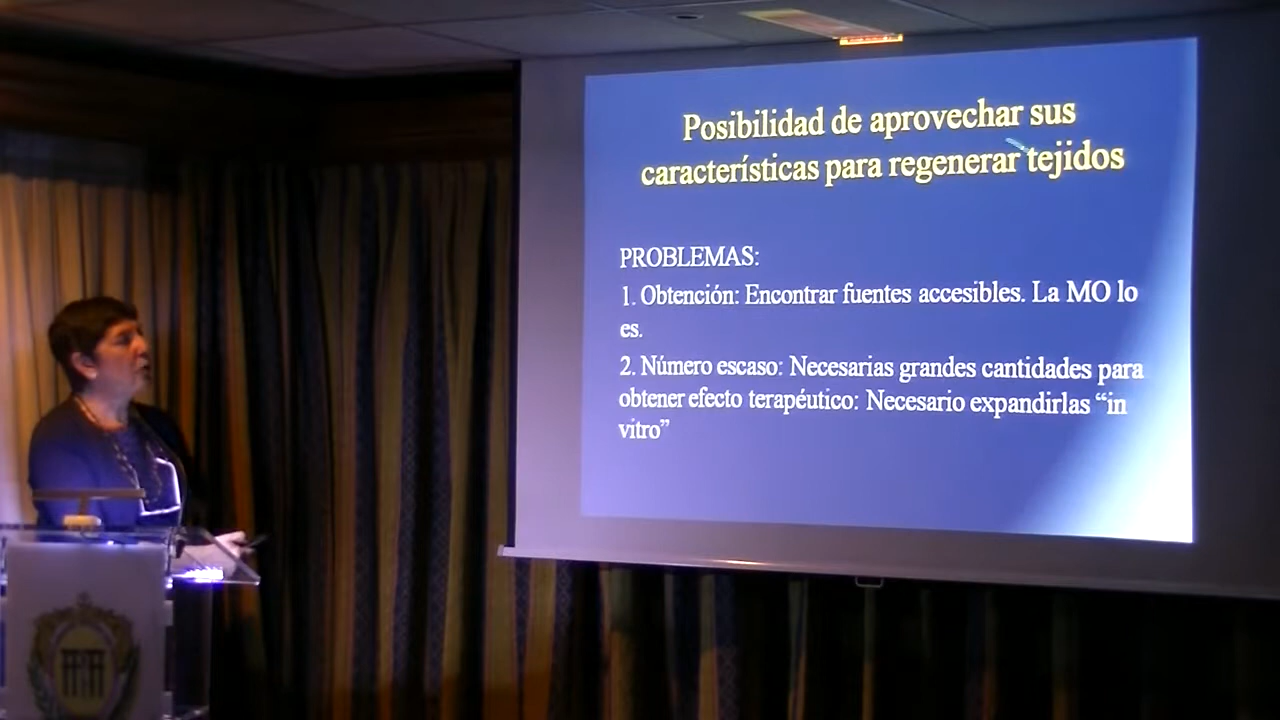 Posibilidad de aprovechar sus
características para regenerar tejidos
PROBLEMAS:
1. Obtención: Encontrar fuentes accesibles. La MO lo
es.
2. Número escaso: Necesarias grandes cantidades para
obtener efecto terapéutico: Necesario expandirlas “in
vitro”